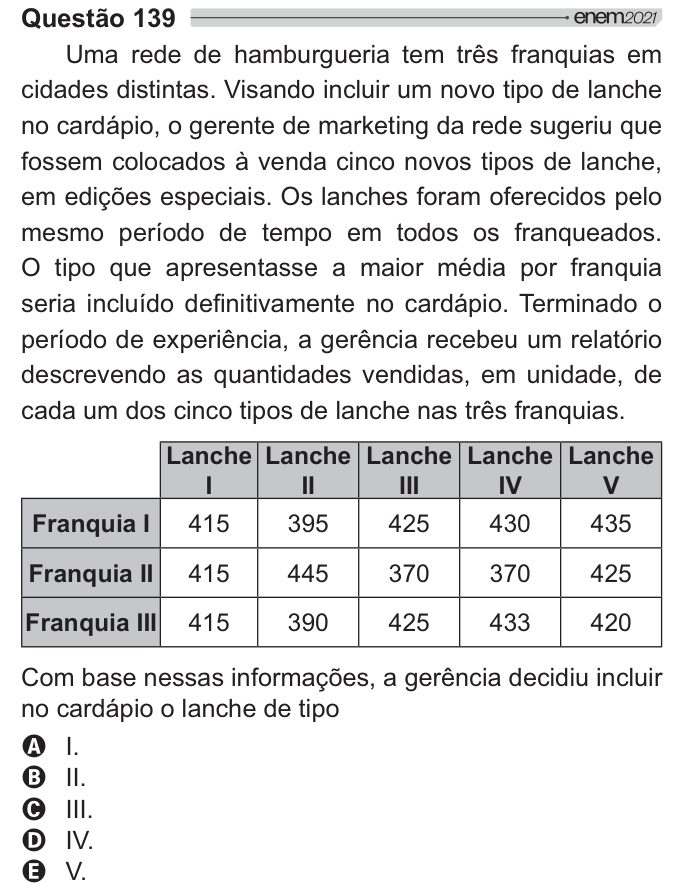 Questão 139
enem2021
Uma rede de hamburgueria tem três franquias em
cidades distintas. Visando incluir um novo tipo de lanche
no cardápio, o gerente de marketing da rede sugeriu que
fossem colocados à venda cinco novos tipos de lanche,
em edições especiais. Os lanches foram oferecidos pelo
mesmo período de tempo em todos os franqueados.
O tipo que apresentasse a maior média por franquia
seria incluído definitivamente no cardápio. Terminado o
período de experiência, a gerência recebeu um relatório
descrevendo as quantidades vendidas, em unidade, de
cada um dos cinco tipos de lanche nas três franquias.
Lanche I Lanche II Lanche III Lanche IV Lanche V
Franquia I 415 395 425 430 435
Franquia II 415 445 370 370 425
Franquia III 415 390 425 433 420
Com base nessas informações, a gerência decidiu incluir
no cardápio o lanche de tipo
A I.
B II.
C III.
D IV.
E V.